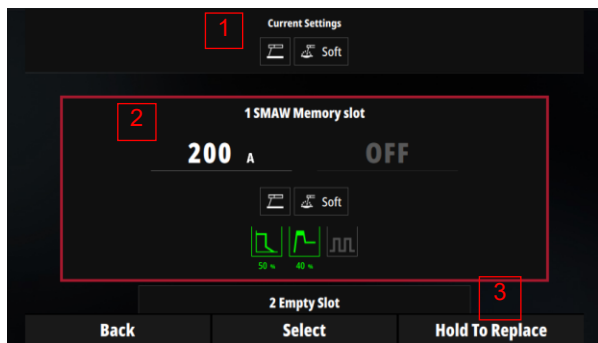 1
Current Settings
Soft
2
1 SMAW Memory slot
200 A OFF
Soft
50 % 40 %
3
2 Empty Slot
Back Select Hold To Replace